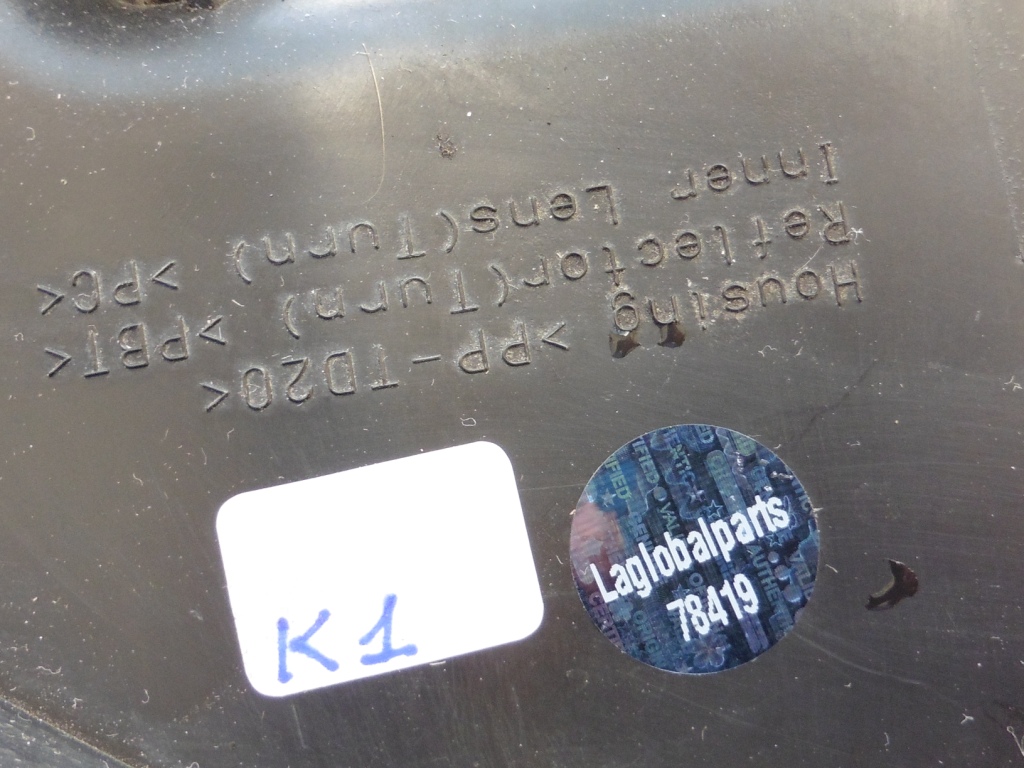 Housing >PP-TD20<
Reflector(Turn) >PBT<
Inner Lens(Turn) >PC<
K1
Laglobalparts
78419